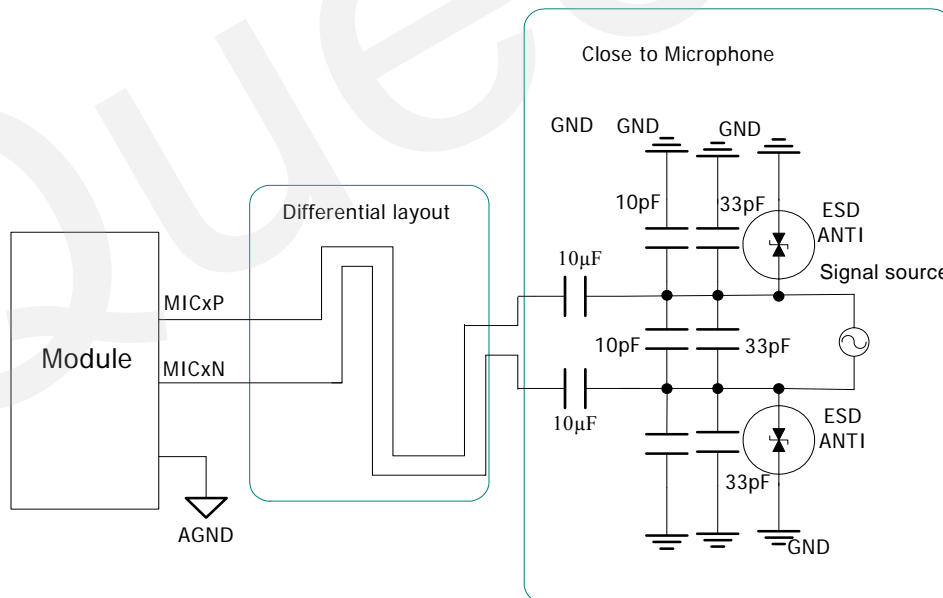 Close to Microphone
GND GND GND
Differential layout
10pF 33pF ESD
ANTI
10µF
Signal source
MICxP
Module
10pF 33pF
MICxN
10µF
ESD
ANTI
33pF
AGND
GND
Quec